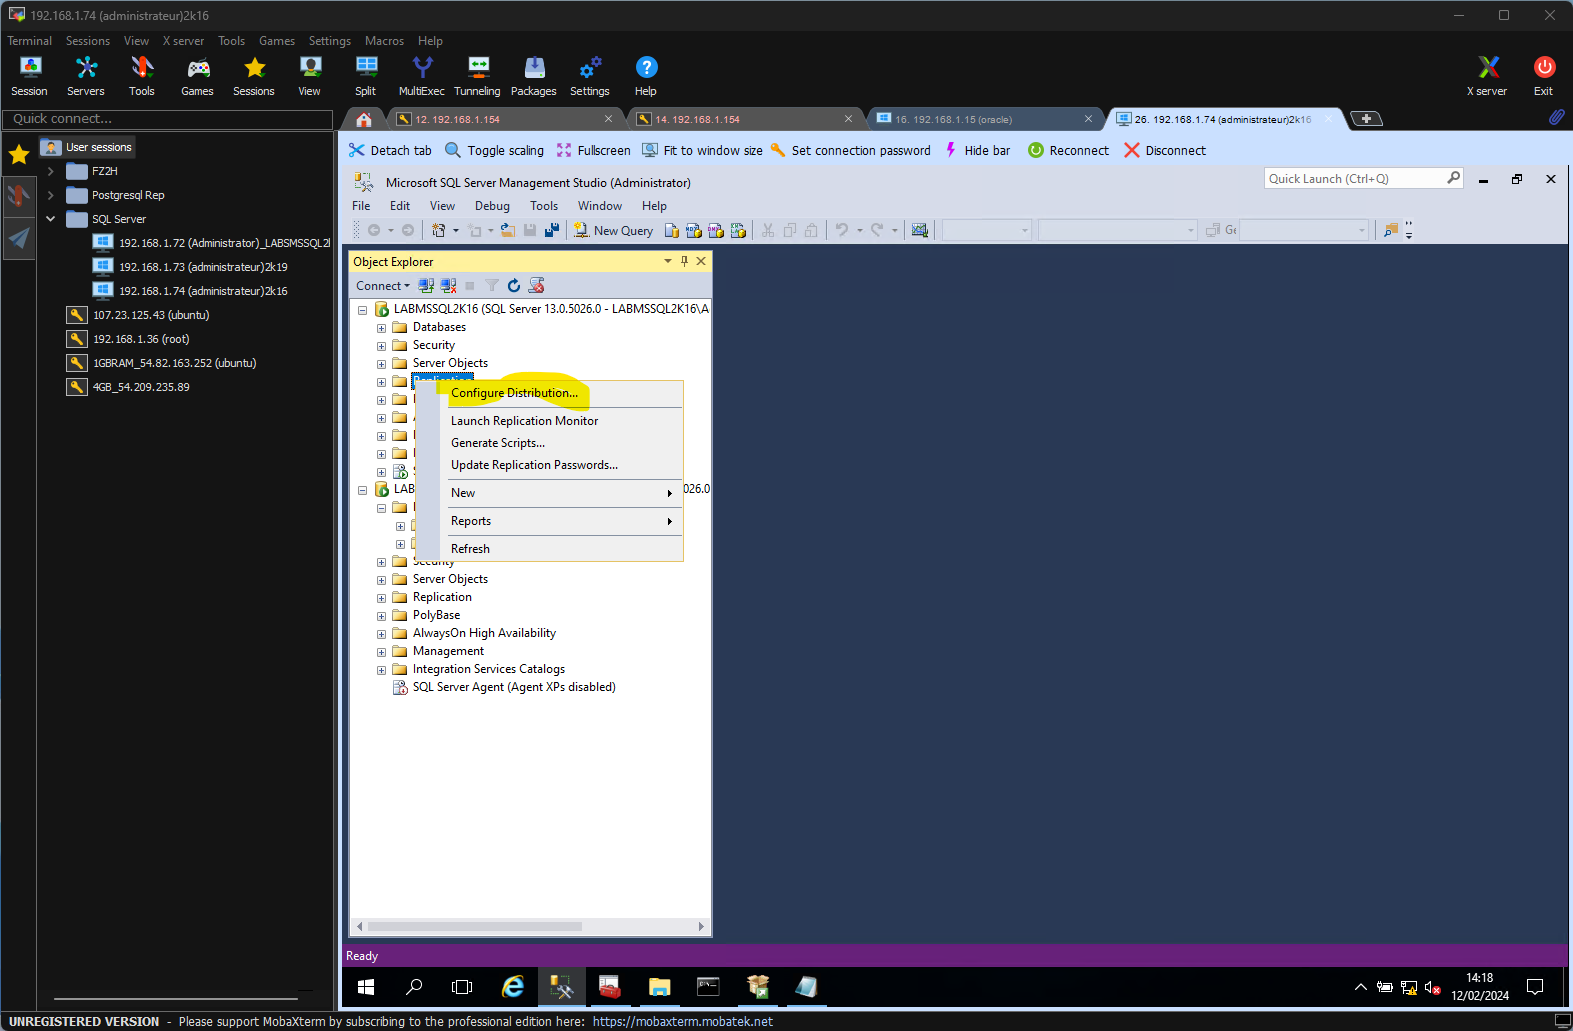 192.168.1.74 (administrateur)2k16
Terminal Sessions View X server Tools Games Settings Macros Help
Session Servers Tools Games Sessions View Split MultiExec Tunneling Packages Settings Help X server Exit
Quick connect...
12. 192.168.1.154
14. 192.168.1.154
16. 192.168.1.15 (oracle)
26. 192.168.1.74 (administrateur)2k16
User sessions
FZ2H
Postgresql Rep
SQL Server
192.168.1.72 (Administrator)_LABSMSSQL2
192.168.1.73 (administrateur)2k19
192.168.1.74 (administrateur)2k16
107.23.125.43 (ubuntu)
192.168.1.36 (root)
1GBRAM_54.82.163.252 (ubuntu)
4GB_54.209.235.89
Detach tab Toggle scaling Fullscreen Fit to window size Set connection password Hide bar Reconnect Disconnect
Microsoft SQL Server Management Studio (Administrator)
Quick Launch (Ctrl+Q)
File Edit View Debug Tools Window Help
New Query
Object Explorer
Connect
LABMSSQL2K16 (SQL Server 13.0.5026.0 - LABMSSQL2K16\A
Databases
Security
Server Objects
Replication
Configure Distribution...
Launch Replication Monitor
Generate Scripts...
Update Replication Passwords...
New
Reports
Refresh
LAB
026.0
Security
Server Objects
Replication
PolyBase
AlwaysOn High Availability
Management
Integration Services Catalogs
SQL Server Agent (Agent XPs disabled)
Ready
14:18
12/02/2024
UNREGISTERED VERSION - Please support MobaXterm by subscribing to the professional edition here: https://mobaxterm.mobatek.net